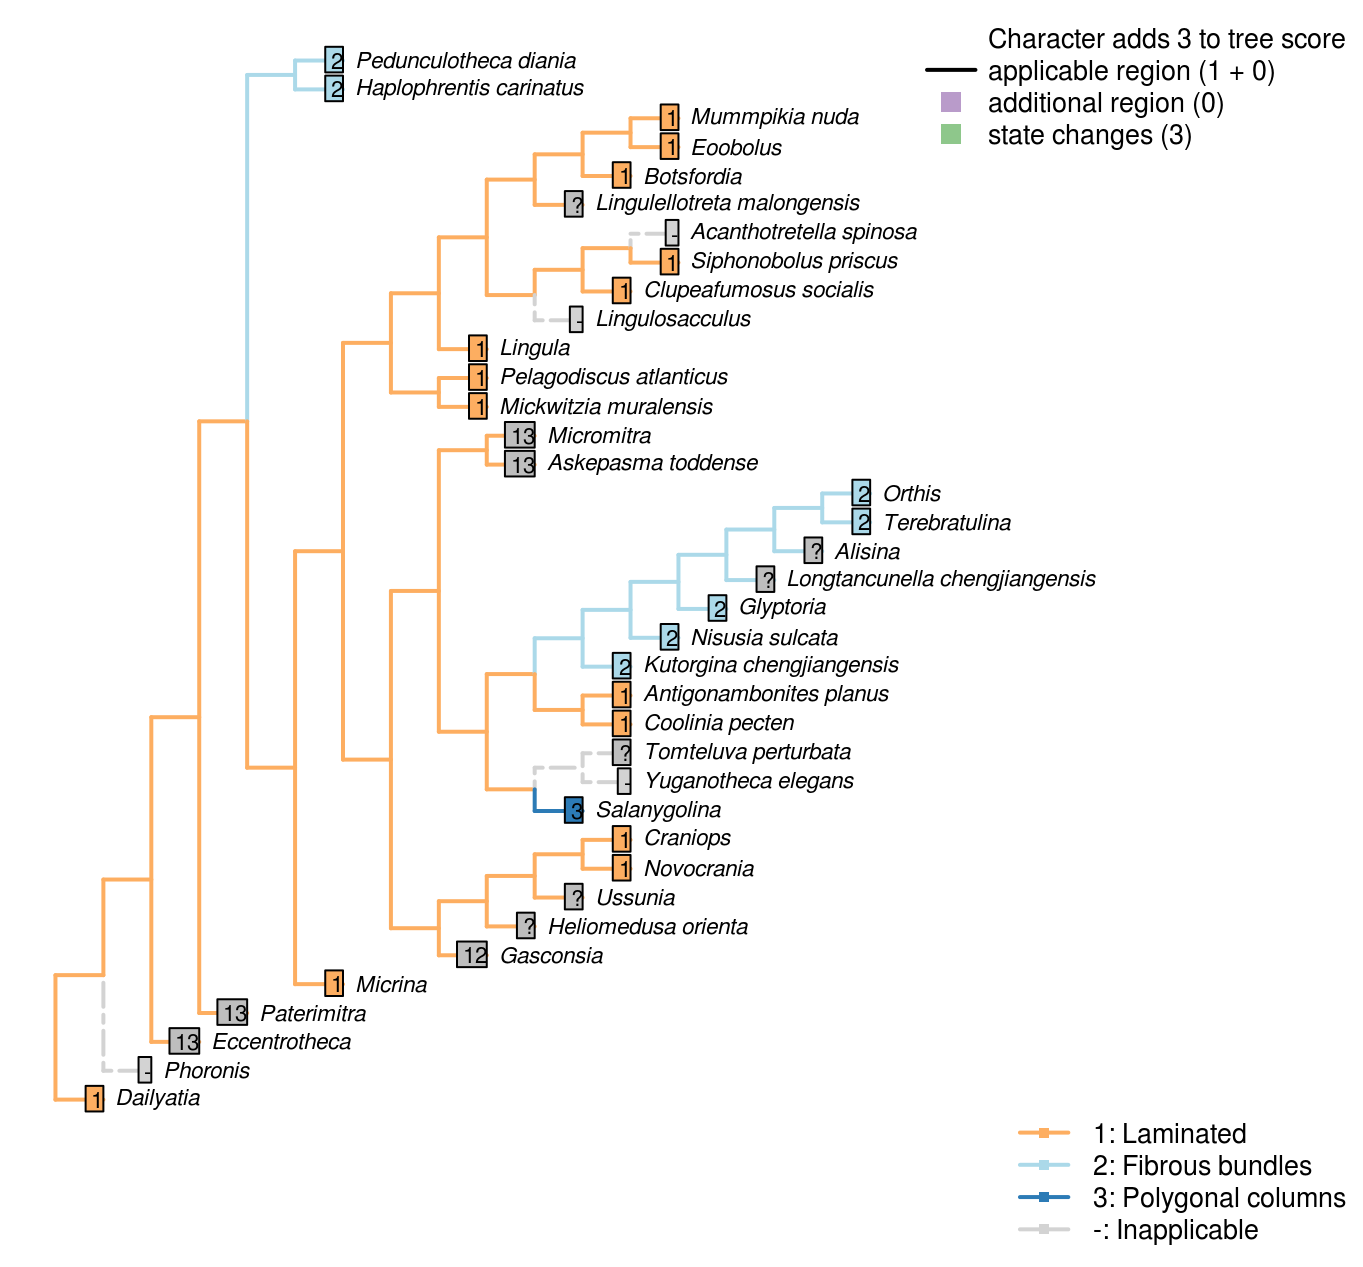 Character adds 3 to tree score
applicable region (1 + 0)
additional region (0)
state changes (3)
2 Pedunculotheca diania
2 Haplophrentis carinatus
1 Mummpikia nuda
1 Eoobolus
1 Botsfordia
? Lingulellotreta malongensis
- Acanthotretella spinosa
1 Siphonobolus priscus
1 Clupeafumosus socialis
- Lingulosacculus
1 Lingula
1 Pelagodiscus atlanticus
1 Mickwitzia muralensis
13 Micromitra
13 Askepasma toddense
2 Orthis
2 Terebratulina
? Alisina
? Longtancunella chengjiangensis
2 Glyptoria
2 Nisusia sulcata
2 Kutorgina chengjiangensis
1 Antigonambonites planus
1 Coolinia pecten
? Tomteluva perturbata
- Yuganotheca elegans
3 Salanygolina
1 Craniops
1 Novocrania
? Ussunia
? Heliomedusa orienta
12 Gasconsia
1 Micrina
13 Paterimitra
13 Eccentrotheca
- Phoronis
1 Dailyatia
1: Laminated
2: Fibrous bundles
3: Polygonal columns
-: Inapplicable